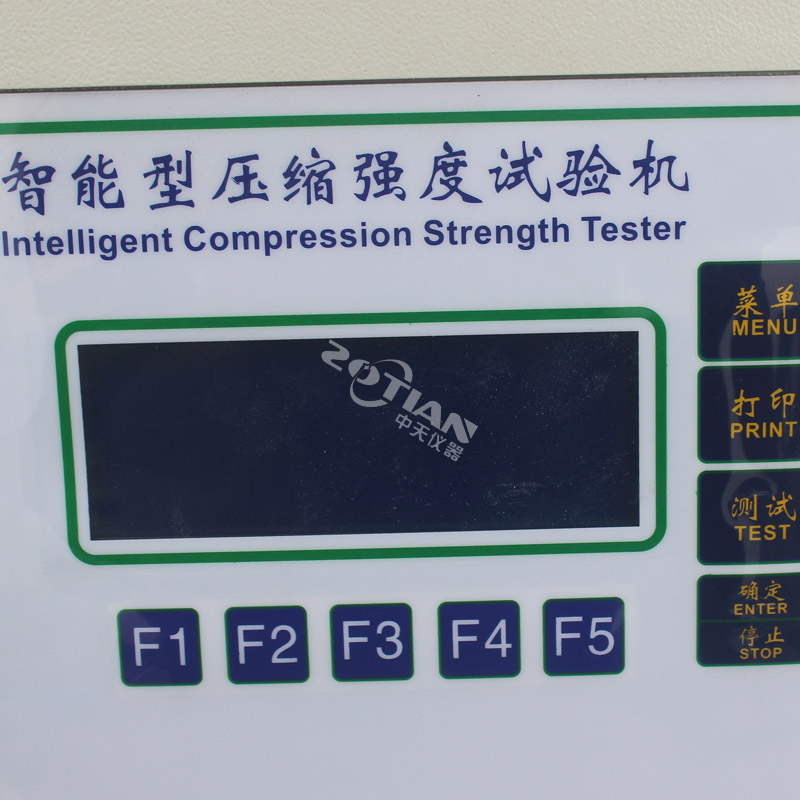 智能型压缩强度试验机
Intelligent Compression Strength Tester
ZOTIAN
中天仪器
菜单
MENU
打印
PRINT
测试
TEST
确定
ENTER
停止
STOP
F1 F2 F3 F4 F5